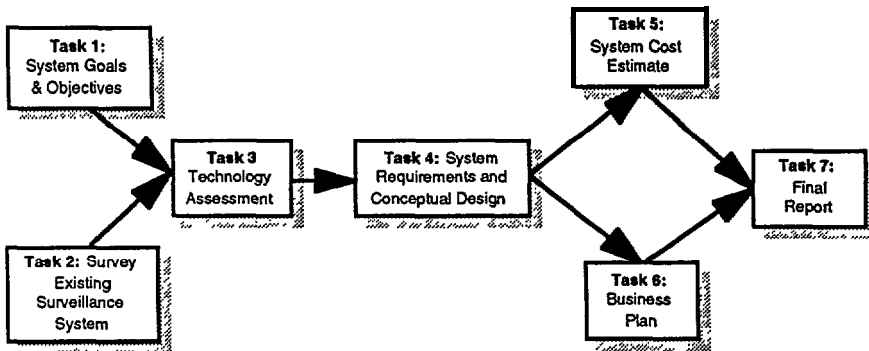 Task 1:
System Goals
& Objectives
Task 2: Survey
Existing
Surveillance
System
Task 3
Technology
Assessment
Task 4: System
Requirements and
Conceptual Design
Task 5:
System Cost
Estimate
Task 6:
Business
Plan
Task 7:
Final
Report